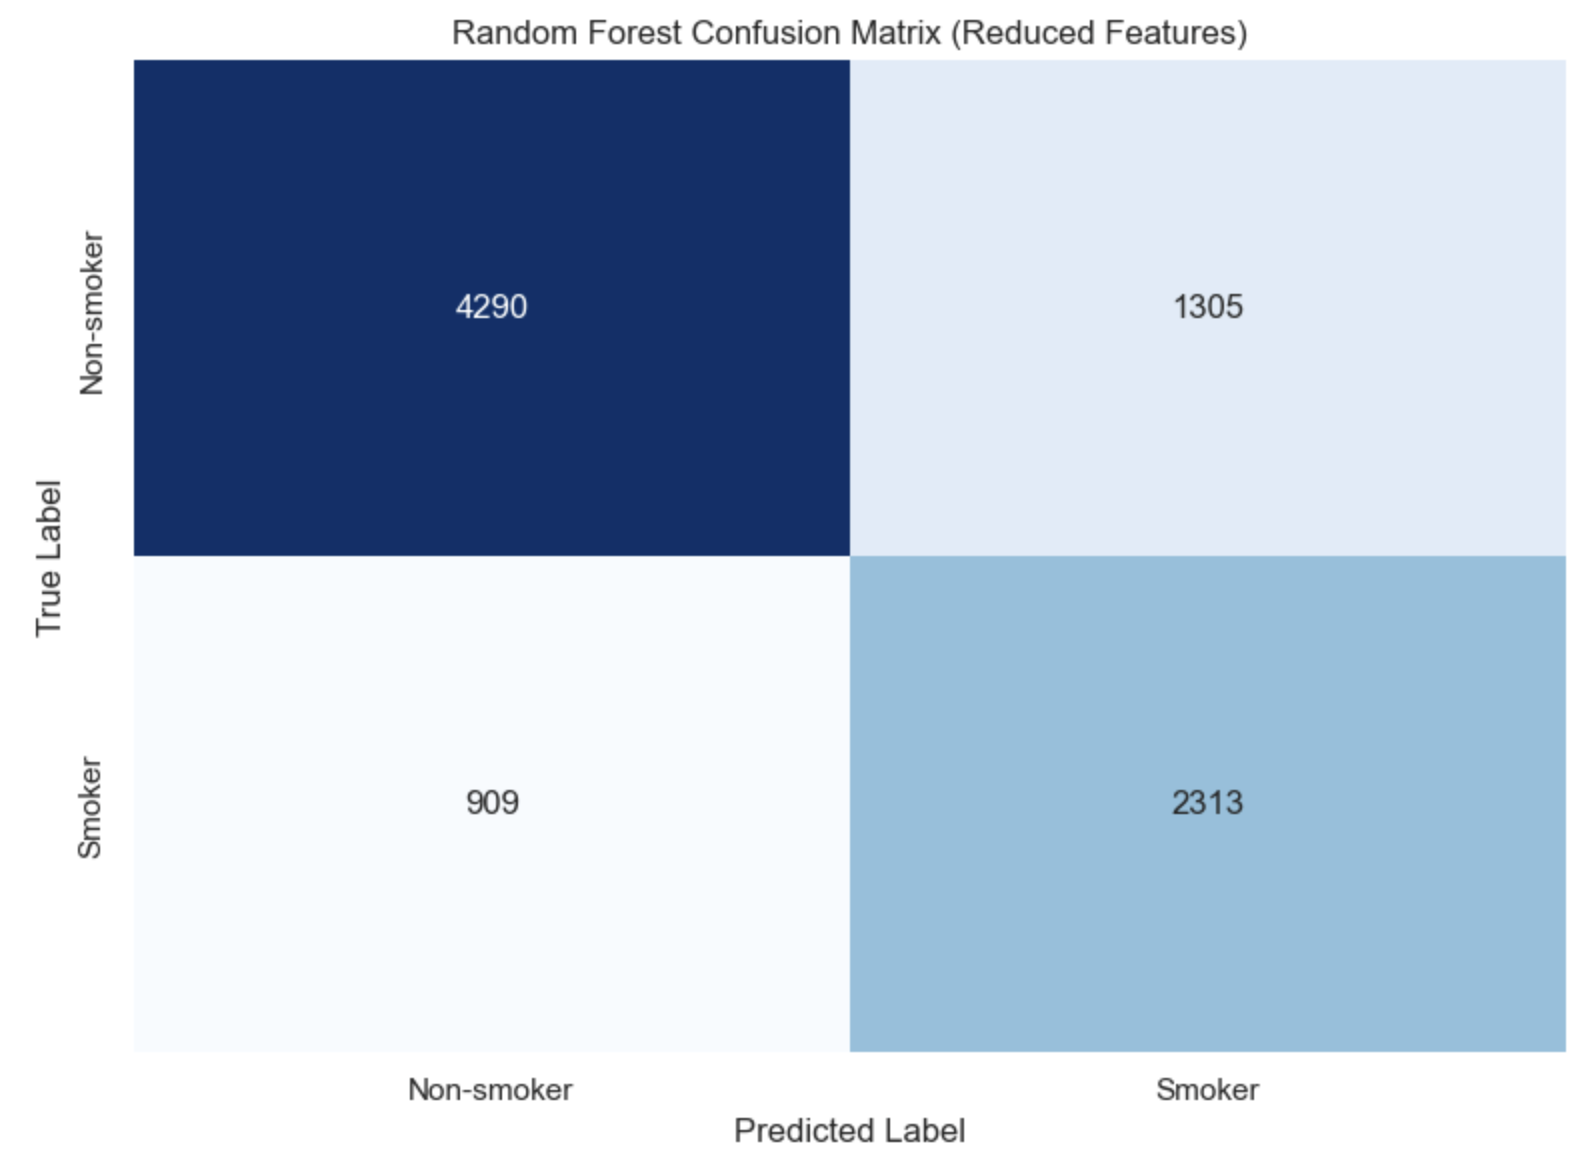 Random Forest Confusion Matrix (Reduced Features)
True Label
Non-smoker
4290
1305
Smoker
909
2313
Non-smoker
Smoker
Predicted Label